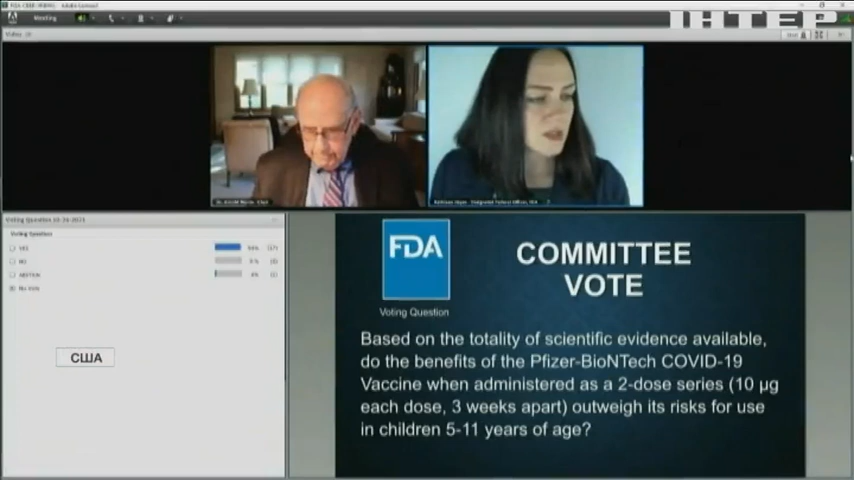 Meeting
ІНТЕР
Voting Question
YES
NO
No Vote
США
FDA
Voting Question
COMMITTEE
VOTE
Based on the totality of scientific evidence available,
do the benefits of the Pfizer-BioNTech COVID-19
Vaccine when administered as a 2-dose series (10 µg
each dose, 3 weeks apart) outweigh its risks for use
in children 5-11 years of age?